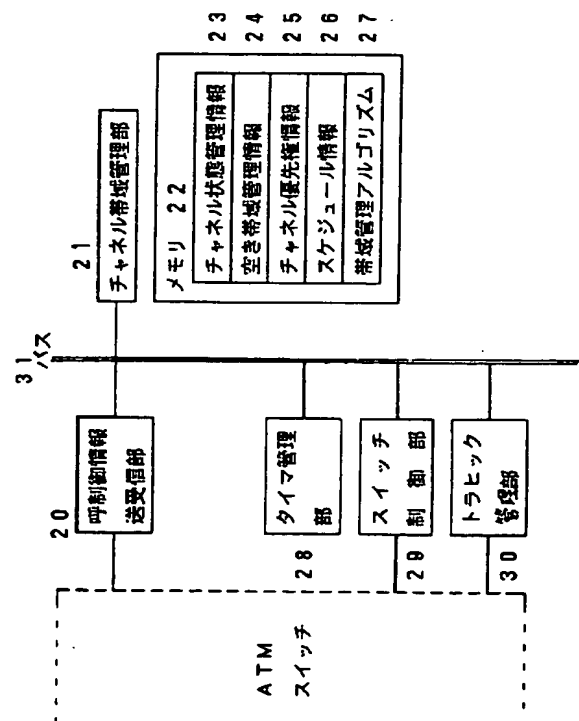 ATM
スイッチ
20
呼制御情報
送受信部
28
タイマ管理
部
29
スイッチ
制御部
30
トラヒック
管理部
31
バス
21
チャネル帯域管理部
メモリ 22
チャネル状態管理情報
23
空き帯域管理情報
24
チャネル優先権情報
25
スケジュール情報
26
帯域管理アルゴリズム
27